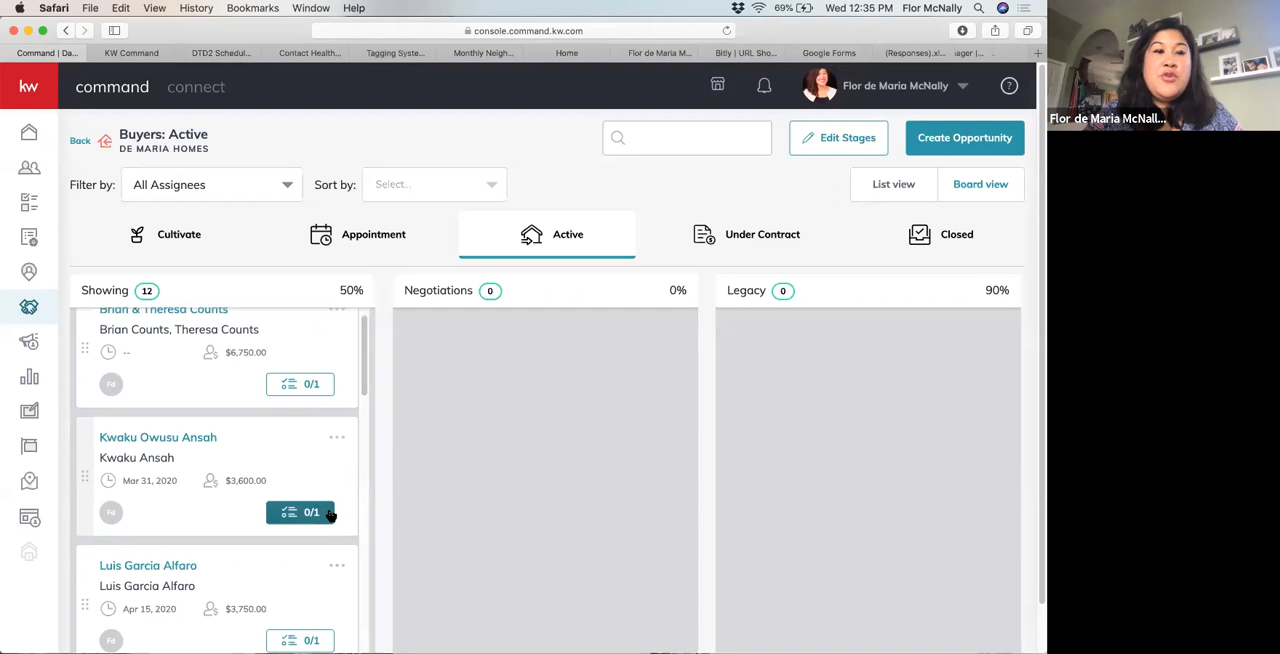 Safari File Edit View History Bookmarks Window Help 69% Wed 12:35 PM Flor McNally
console.command.kw.com
Command | Da... KW Command DTD2 Schedul... Contact Health... Tagging Syste... Monthly Neigh... Home Flor de Maria M... Bitly | URL Sho... Google Forms (Responses).xl... ager |...
kw command connect Flor de Maria McNally ?
Flor de Maria McNall...
Back Buyers: Active
DE MARIA HOMES
Edit Stages Create Opportunity
Filter by: All Assignees Sort by: Select... List view Board view
Cultivate Appointment Active Under Contract Closed
Showing 12 50% Negotiations 0 0% Legacy 0 90%
Brian & Theresa Counts
Brian Counts, Theresa Counts
-- $6,750.00
Fd 0/1
Kwaku Owusu Ansah
Kwaku Ansah
Mar 31, 2020 $3,600.00
Fd 0/1
Luis Garcia Alfaro
Luis Garcia Alfaro
Apr 15, 2020 $3,750.00
Fd 0/1